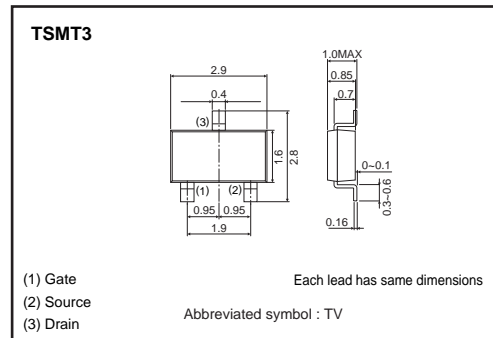 TSMT3
1.0MAX
2.9
0.85
0.4
0.7
(3)
1.6
2.8
0~0.1
(1)
(2)
0.3~0.6
0.95
0.95
0.16
1.9
(1) Gate
Each lead has same dimensions
(2) Source
(3) Drain
Abbreviated symbol : TV